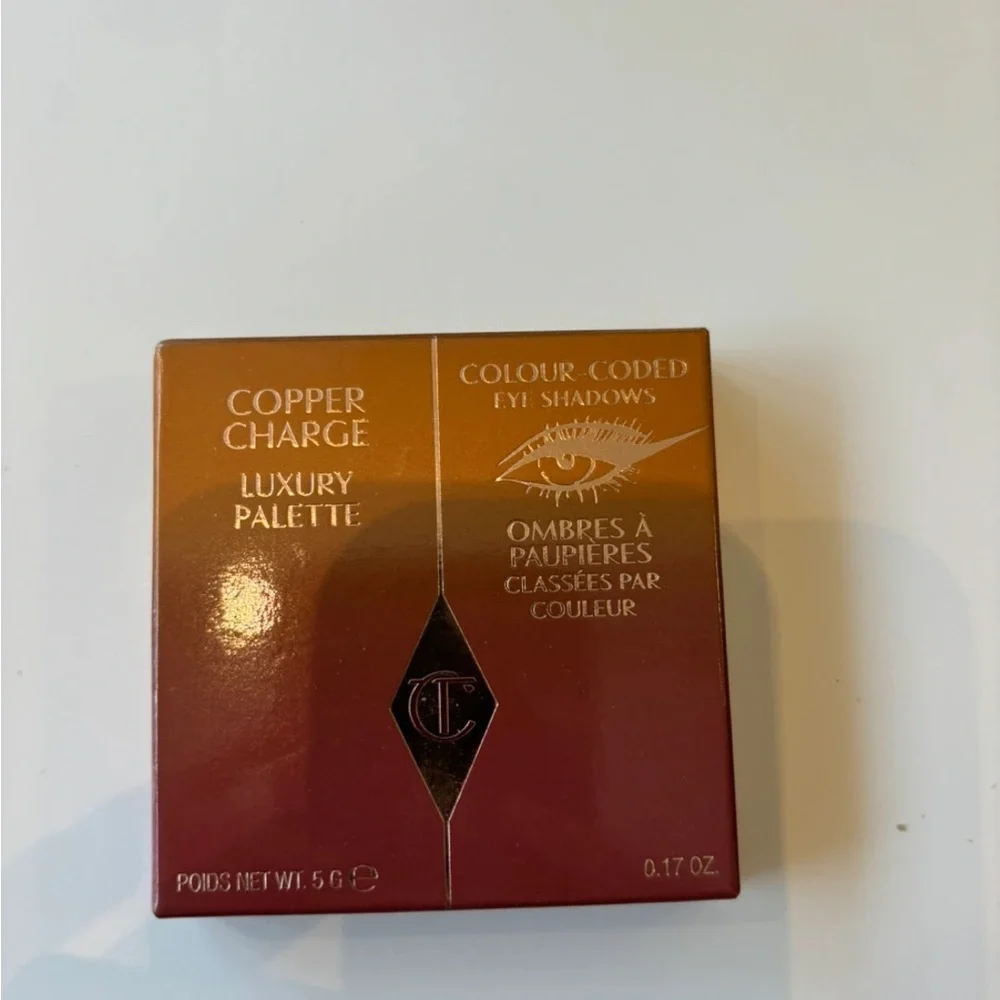 COPPER
CHARGE
LUXURY
PALETTE
COLOUR-CODED
EYE SHADOWS
OMBRES À
PAUPIÈRES
CLASSÉES PAR
COULEUR
CT
POIDS NET WT. 5 G ℮
0.17 OZ.